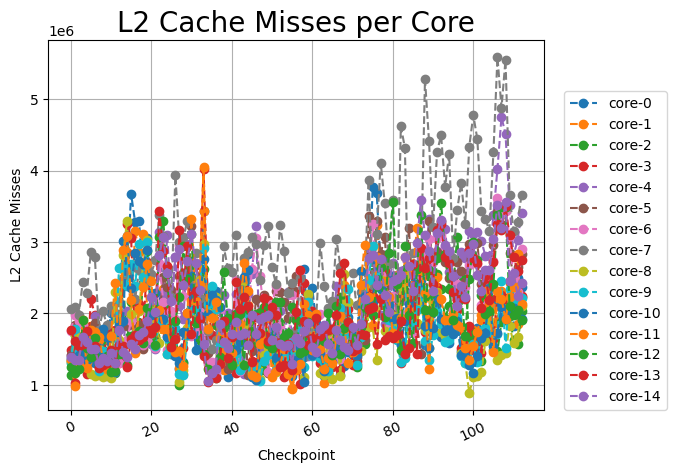 L2 Cache Misses per Core
1e6
5
4
3
2
1
L2 Cache Misses
0
20
40
60
80
100
Checkpoint
core-0
core-1
core-2
core-3
core-4
core-5
core-6
core-7
core-8
core-9
core-10
core-11
core-12
core-13
core-14